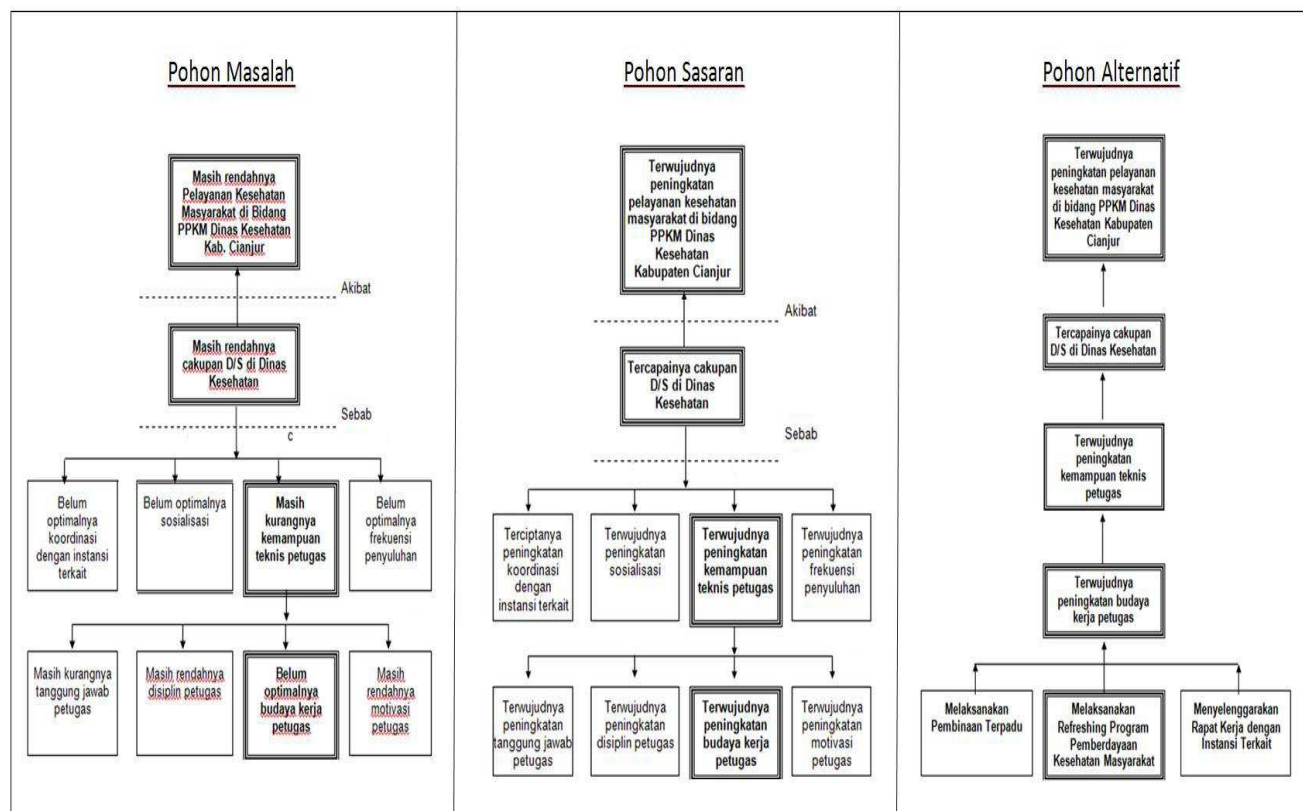 Pohon Masalah
Masih rendahnya
Pelayanan Kesehatan
Masyarakat di Bidang
PPKM Dinas Kesehatan
Kab. Cianjur
Akibat
Masih rendahnya
cakupan D/S di Dinas
Kesehatan
Sebab
c
Belum
optimalnya
koordinasi
dengan instansi
terkait
Belum optimalnya
sosialisasi
Masih
kurangnya
kemampuan
teknis petugas
Belum
optimalnya
frekuensi
penyuluhan
Masih kurangnya
tanggung jawab
petugas
Masih rendahnya
disiplin petugas
Belum
optimalnya
budaya kerja
petugas
Masih
rendahnya
motivasi
petugas
Pohon Sasaran
Terwujudnya
peningkatan
pelayanan kesehatan
masyarakat di bidang
PPKM Dinas
Kesehatan
Kabupaten Cianjur
Akibat
Tercapainya cakupan
D/S di Dinas
Kesehatan
Sebab
Terciptanya
peningkatan
koordinasi
dengan
instansi terkait
Terwujudnya
peningkatan
sosialisasi
Terwujudnya
peningkatan
kemampuan
teknis petugas
Terwujudnya
peningkatan
frekuensi
penyuluhan
Terwujudnya
peningkatan
tanggung jawab
petugas
Terwujudnya
peningkatan
disiplin petugas
Terwujudnya
peningkatan
budaya kerja
petugas
Terwujudnya
peningkatan
motivasi
petugas
Pohon Alternatif
Terwujudnya
peningkatan pelayanan
kesehatan masyarakat
di bidang PPKM Dinas
Kesehatan Kabupaten
Cianjur
Tercapainya cakupan
D/S di Dinas Kesehatan
Terwujudnya
peningkatan
kemampuan teknis
petugas
Terwujudnya
peningkatan budaya
kerja petugas
Melaksanakan
Pembinaan Terpadu
Melaksanakan
Refreshing Program
Pemberdayaan
Kesehatan Masyarakat
Menyelenggarakan
Rapat Kerja dengan
Instansi Terkait